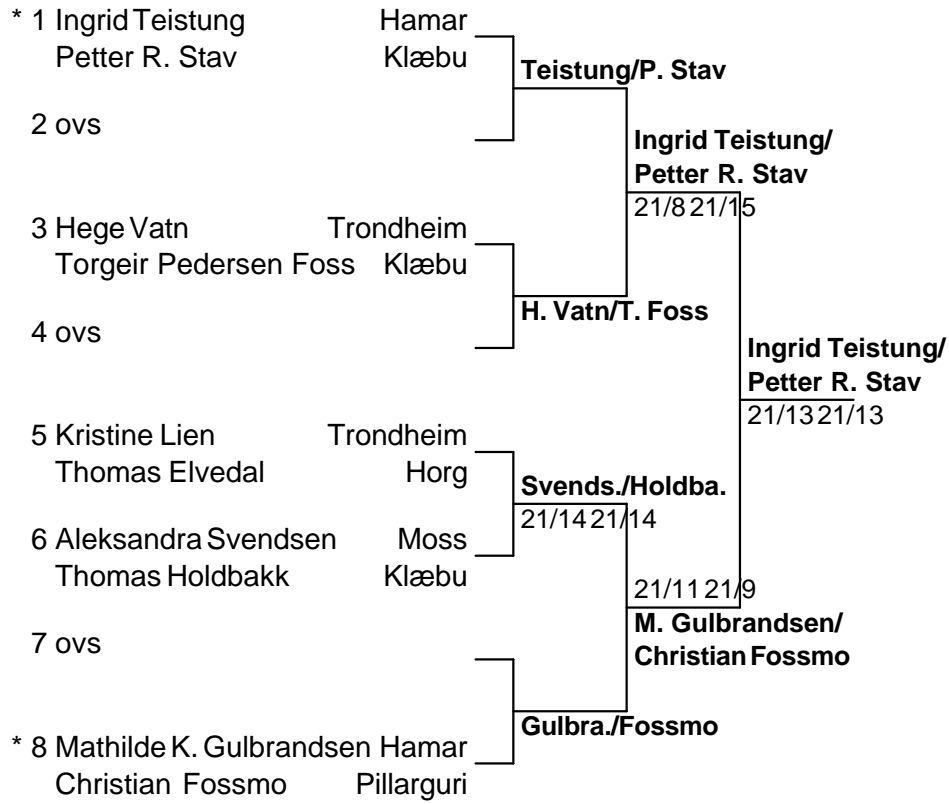 * 1 Ingrid Teistung Hamar
Petter R. Stav Klæbu
Teistung/P. Stav
2 ovs
Ingrid Teistung/
Petter R. Stav
21/8 21/15
3 Hege Vatn Trondheim
Torgeir Pedersen Foss Klæbu
H. Vatn/T. Foss
4 ovs
Ingrid Teistung/
Petter R. Stav
21/13 21/13
5 Kristine Lien Trondheim
Thomas Elvedal Horg
Svends./Holdba.
21/14 21/14
6 Aleksandra Svendsen Moss
Thomas Holdbakk Klæbu
21/11 21/9
M. Gulbrandsen/
Christian Fossmo
7 ovs
Gulbra./Fossmo
* 8 Mathilde K. Gulbrandsen Hamar
Christian Fossmo Pillarguri